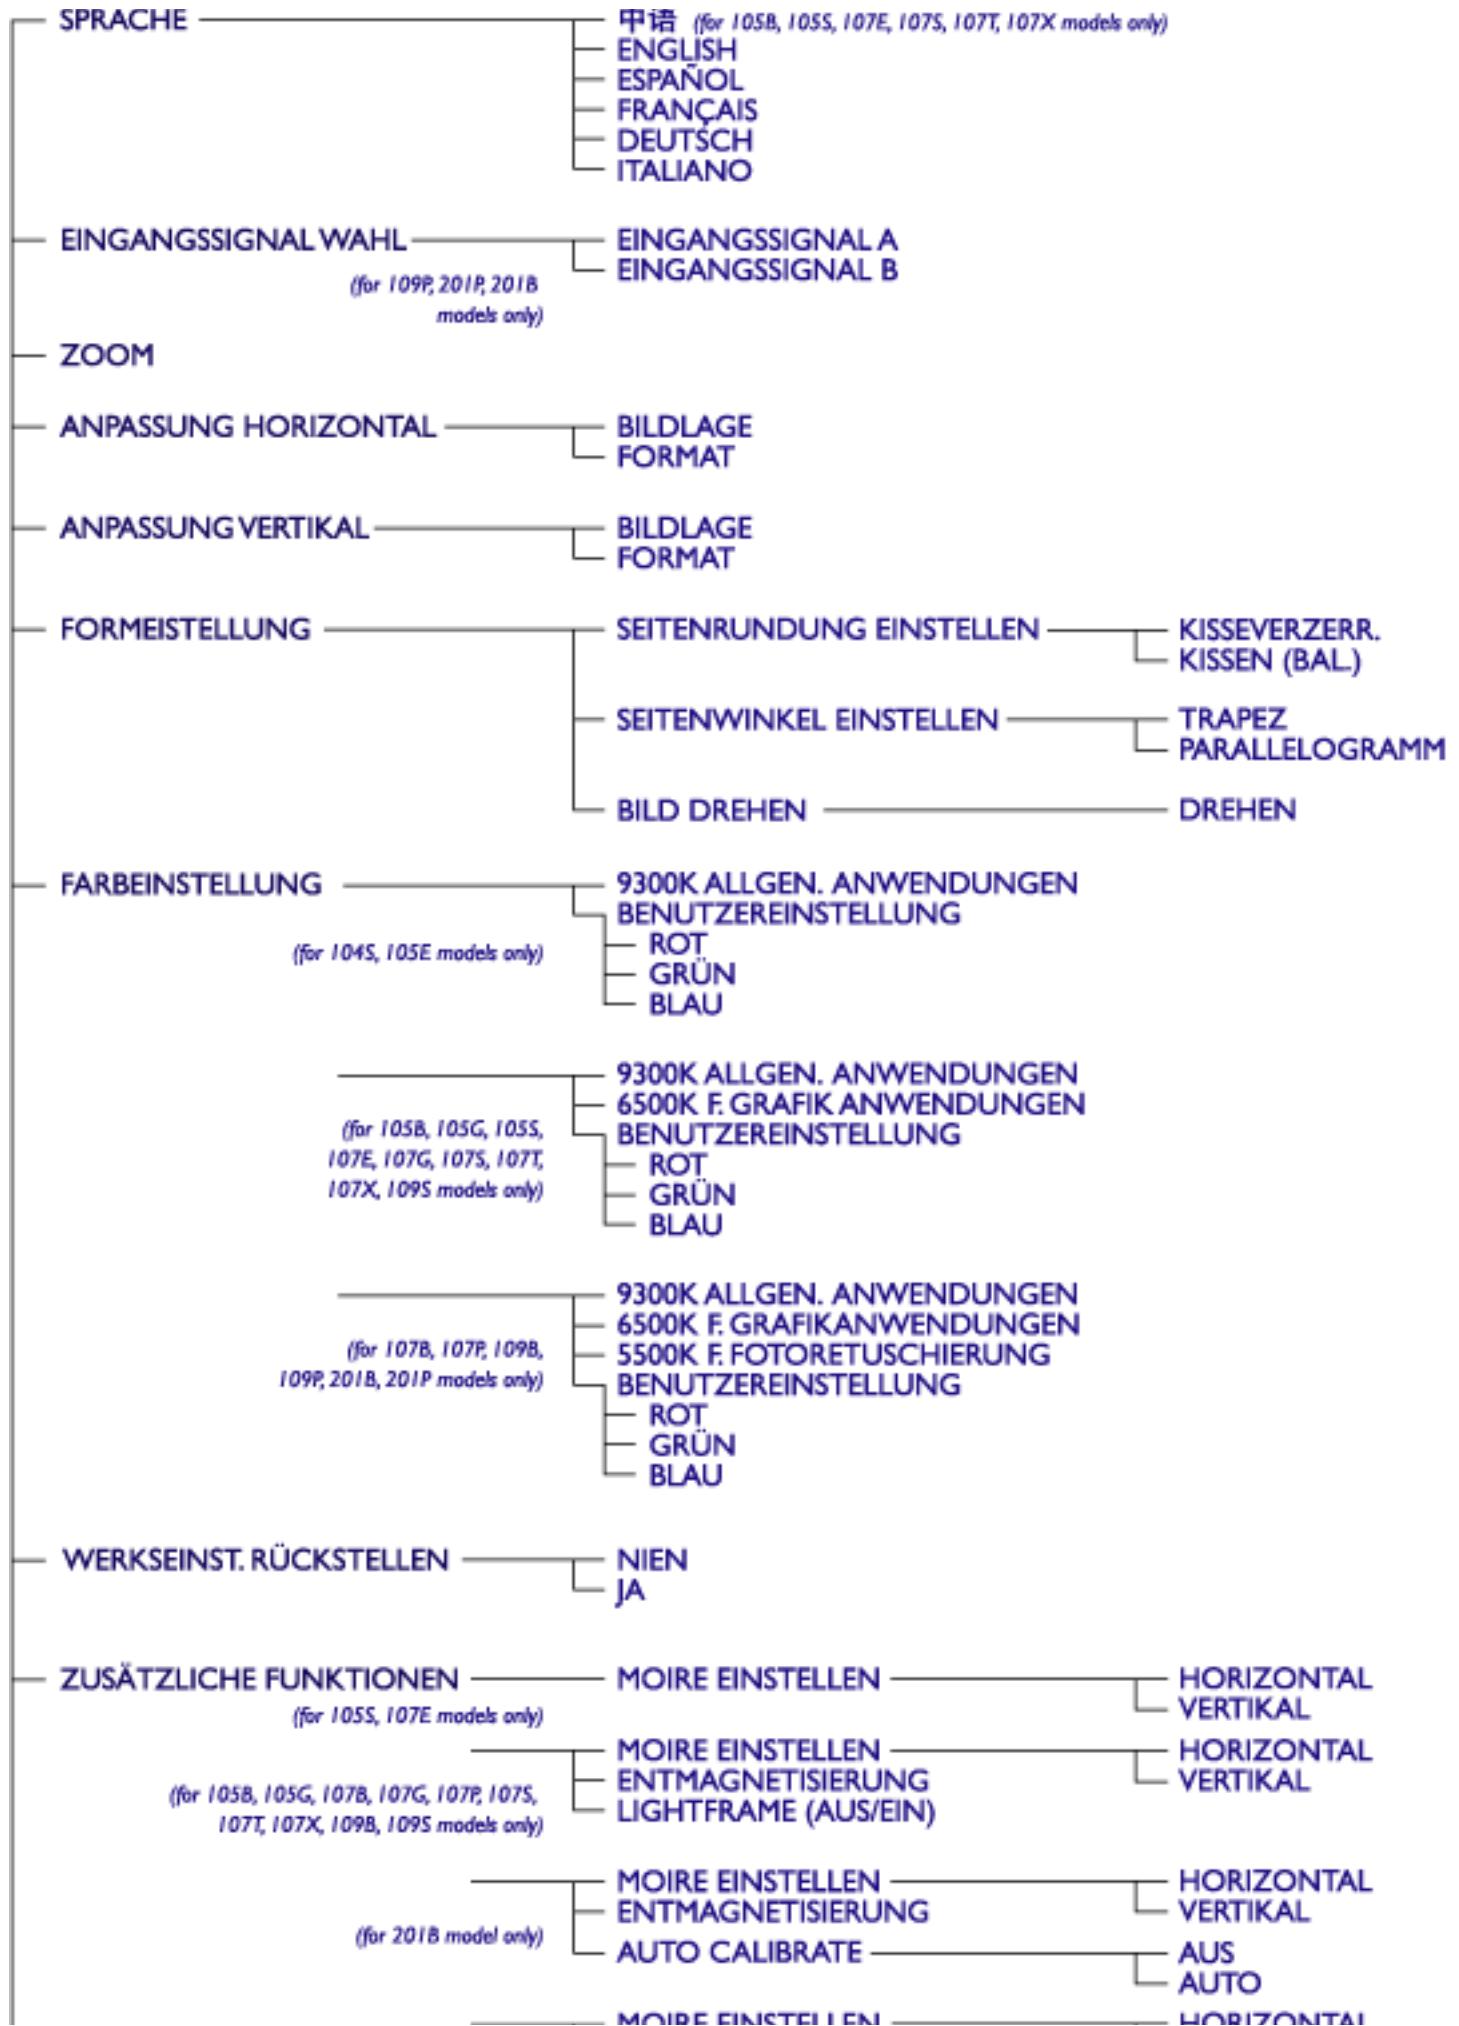 SPRACHE
中语 (for 105B, 105S, 107E, 107S, 107T, 107X models only)
ENGLISH
ESPAÑOL
FRANÇAIS
DEUTSCH
ITALIANO
EINGANGSSIGNAL WAHL
(for 109P, 201P, 201B
models only)
EINGANGSSIGNAL A
EINGANGSSIGNAL B
ZOOM
ANPASSUNG HORIZONTAL
BILDLAGE
FORMAT
ANPASSUNG VERTIKAL
BILDLAGE
FORMAT
FORMEISTELLUNG
SEITENRUNDUNG EINSTELLEN
KISSEVERZERR.
KISSEN (BAL.)
SEITENWINKEL EINSTELLEN
TRAPEZ
PARALLELOGRAMM
BILD DREHEN
DREHEN
FARBEINSTELLUNG
(for 104S, 105E models only)
9300K ALLGEN. ANWENDUNGEN
BENUTZEREINSTELLUNG
ROT
GRÜN
BLAU
(for 105B, 105G, 105S,
107E, 107G, 107S, 107T,
107X, 109S models only)
9300K ALLGEN. ANWENDUNGEN
6500K F. GRAFIK ANWENDUNGEN
BENUTZEREINSTELLUNG
ROT
GRÜN
BLAU
(for 107B, 107P, 109B,
109P, 201B, 201P models only)
9300K ALLGEN. ANWENDUNGEN
6500K F. GRAFIKANWENDUNGEN
5500K F. FOTORETUSCHIERUNG
BENUTZEREINSTELLUNG
ROT
GRÜN
BLAU
WERKSEINST. RÜCKSTELLEN
NIEN
JA
ZUSÄTZLICHE FUNKTIONEN
(for 105S, 107E models only)
MOIRE EINSTELLEN
HORIZONTAL
VERTIKAL
(for 105B, 105G, 107B, 107G, 107P, 107S,
107T, 107X, 109B, 109S models only)
MOIRE EINSTELLEN
HORIZONTAL
VERTIKAL
ENTMAGNETISIERUNG
LIGHTFRAME (AUS/EIN)
(for 201B model only)
MOIRE EINSTELLEN
HORIZONTAL
VERTIKAL
ENTMAGNETISIERUNG
AUTO CALIBRATE
AUS
AUTO
MOIRE EINSTELLEN
HORIZONTAL